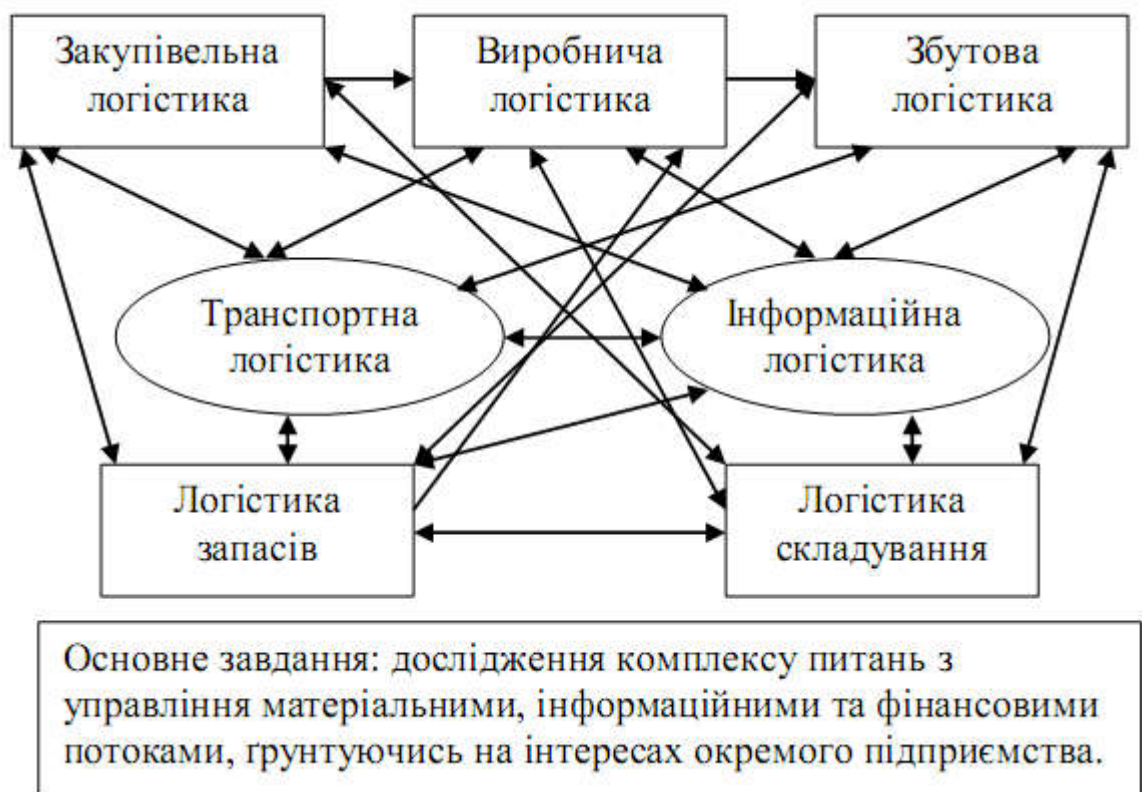 Закупівельна
логістика
Виробнича
логістика
Збутова
логістика
Транспортна
логістика
Інформаційна
логістика
Логістика
запасів
Логістика
складування
Основне завдання: дослідження комплексу питань з
управління матеріальними, інформаційними та фінансовими
потоками, ґрунтуючись на інтересах окремого підприємства.